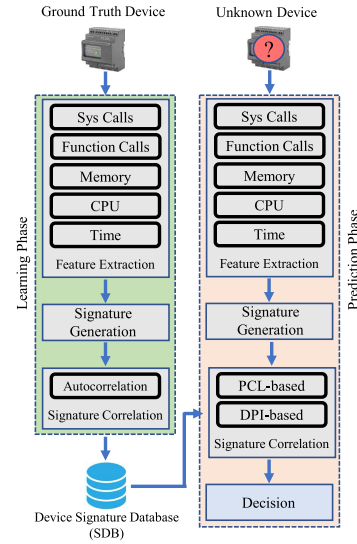 Ground Truth Device
Learning Phase
Sys Calls
Function Calls
Memory
CPU
Time
Feature Extraction
Signature
Generation
Autocorrelation
Signature Correlation
Device Signature Database
(SDB)
Unknown Device
?
Prediction Phase
Sys Calls
Function Calls
Memory
CPU
Time
Feature Extraction
Signature
Generation
PCL-based
DPI-based
Signature Correlation
Decision